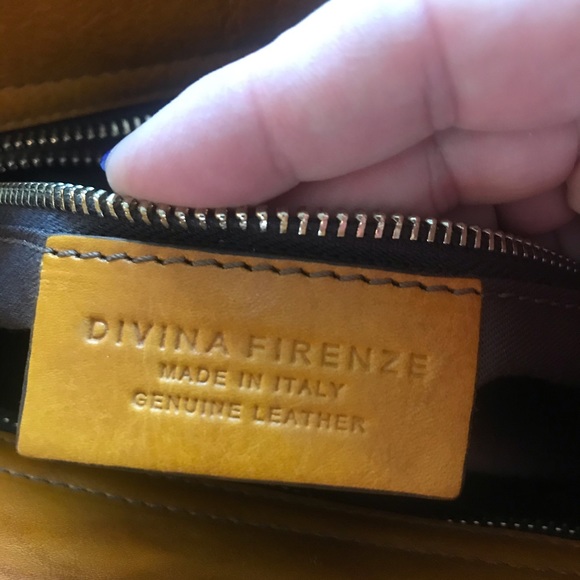 DIVINA FIRENZE
MADE IN ITALY
GENUINE LEATHER